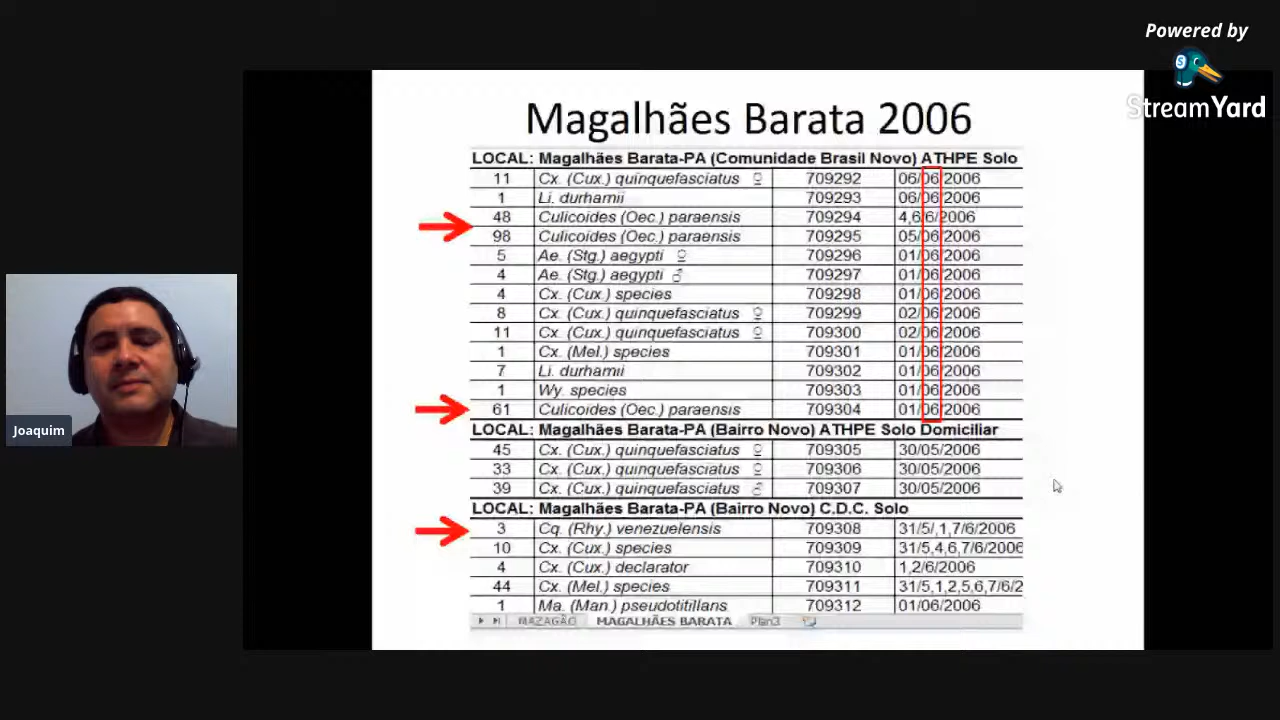 Powered by
StreamYard
Magalhães Barata 2006
LOCAL: Magalhães Barata-PA (Comunidade Brasil Novo) ATHPE Solo
11 Cx. (Cux.) quinquefasciatus ♀ 709292 06/06/2006
1 Li. durhamii 709293 06/06/2006
48 Culicoides (Oec.) paraensis 709294 4,6/6/2006
98 Culicoides (Oec.) paraensis 709295 05/06/2006
5 Ae. (Stg.) aegypti ♀ 709296 01/06/2006
4 Ae. (Stg.) aegypti ♂ 709297 01/06/2006
4 Cx. (Cux.) species 709298 01/06/2006
8 Cx. (Cux.) quinquefasciatus ♀ 709299 02/06/2006
11 Cx. (Cux.) quinquefasciatus ♀ 709300 02/06/2006
1 Cx. (Mel.) species 709301 01/06/2006
7 Li. durhamii 709302 01/06/2006
1 Wy. species 709303 01/06/2006
61 Culicoides (Oec.) paraensis 709304 01/06/2006
LOCAL: Magalhães Barata-PA (Bairro Novo) ATHPE Solo Domiciliar
45 Cx. (Cux.) quinquefasciatus ♀ 709305 30/05/2006
33 Cx. (Cux.) quinquefasciatus ♀ 709306 30/05/2006
39 Cx. (Cux.) quinquefasciatus ♂ 709307 30/05/2006
LOCAL: Magalhães Barata-PA (Bairro Novo) C.D.C. Solo
3 Cq. (Rhy.) venezuelensis 709308 31/5/,1,7/6/2006
10 Cx. (Cux.) species 709309 31/5,4,6,7/6/2006
4 Cx. (Cux.) declarator 709310 1,2/6/2006
44 Cx. (Mel.) species 709311 31/5,1,2,5,6,7/6/2
1 Ma. (Man.) pseudotitillans 709312 01/06/2006
MAZAGÃO MAGALHÃES BARATA Plan3
Joaquim